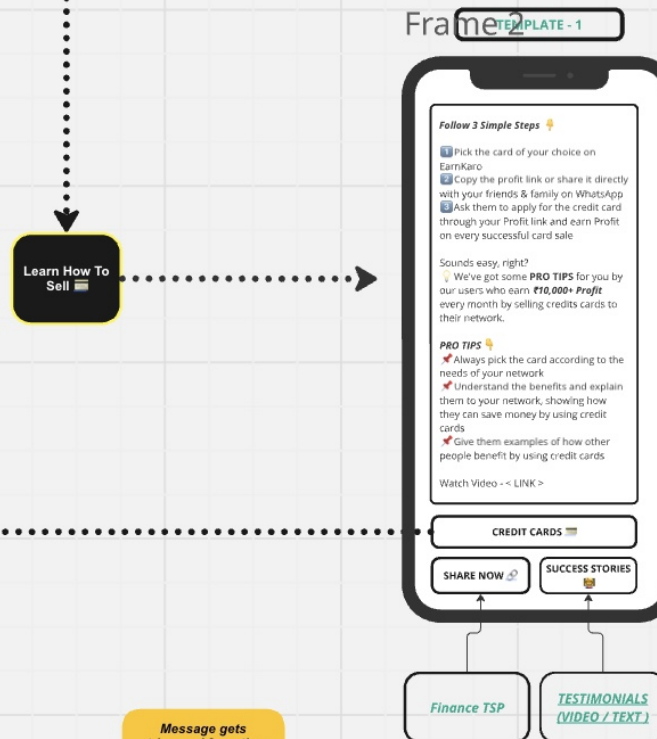 Frame 2
TEMPLATE - 1
Follow 3 Simple Steps 👇
1️⃣Pick the card of your choice on
EarnKaro
2️⃣Copy the profit link or share it directly
with your friends & family on WhatsApp
3️⃣Ask them to apply for the credit card
through your Profit link and earn Profit
on every successful card sale
Sounds easy, right?
💡We've got some PRO TIPS for you by
our users who earn ₹10,000+ Profit
every month by selling credits cards to
their network.
PRO TIPS 👇
📌Always pick the card according to the
needs of your network
📌Understand the benefits and explain
them to your network, showing how
they can save money by using credit
cards
📌Give them examples of how other
people benefit by using credit cards
Watch Video - < LINK >
Learn How To
Sell 💳
CREDIT CARDS 💳
SHARE NOW 🔗
SUCCESS STORIES
Finance TSP
TESTIMONIALS
(VIDEO / TEXT )
Message gets